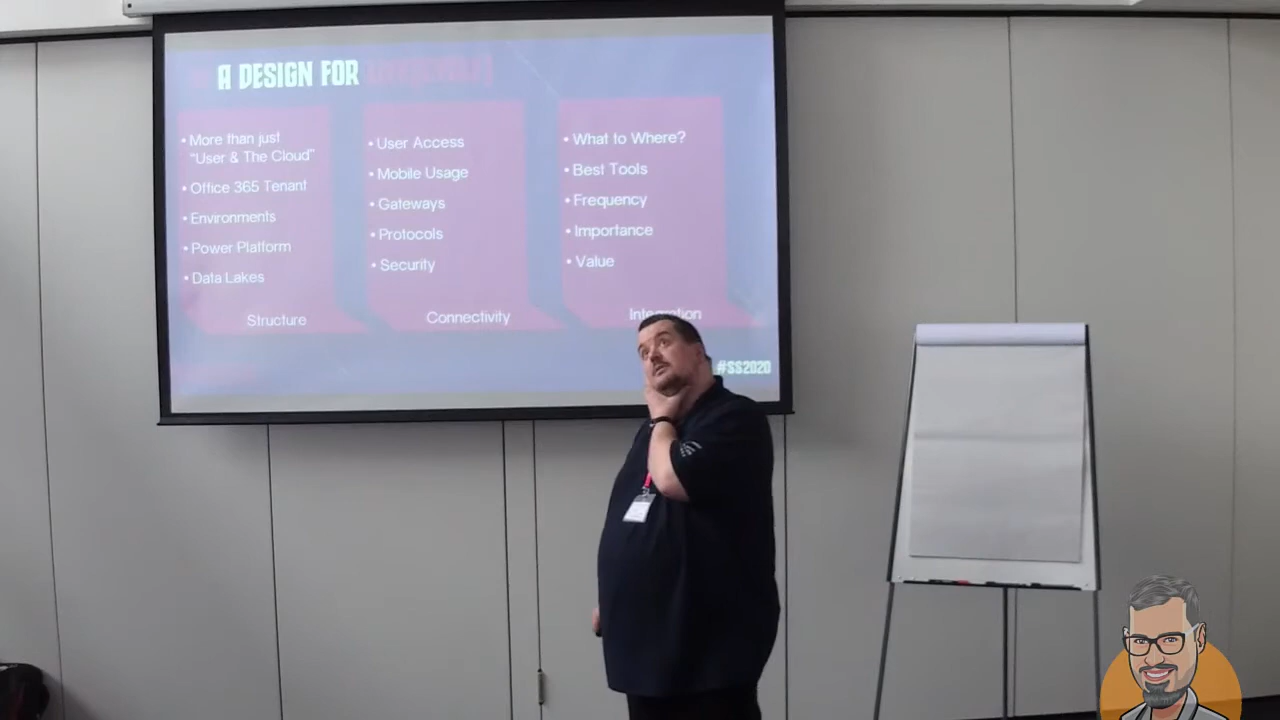 A DESIGN FOR
• More than just
"User & The Cloud"
• Office 365 Tenant
• Environments
• Power Platform
• Data Lakes
Structure
• User Access
• Mobile Usage
• Gateways
• Protocols
• Security
Connectivity
• What to Where?
• Best Tools
• Frequency
• Importance
• Value
Integration
#SS2020